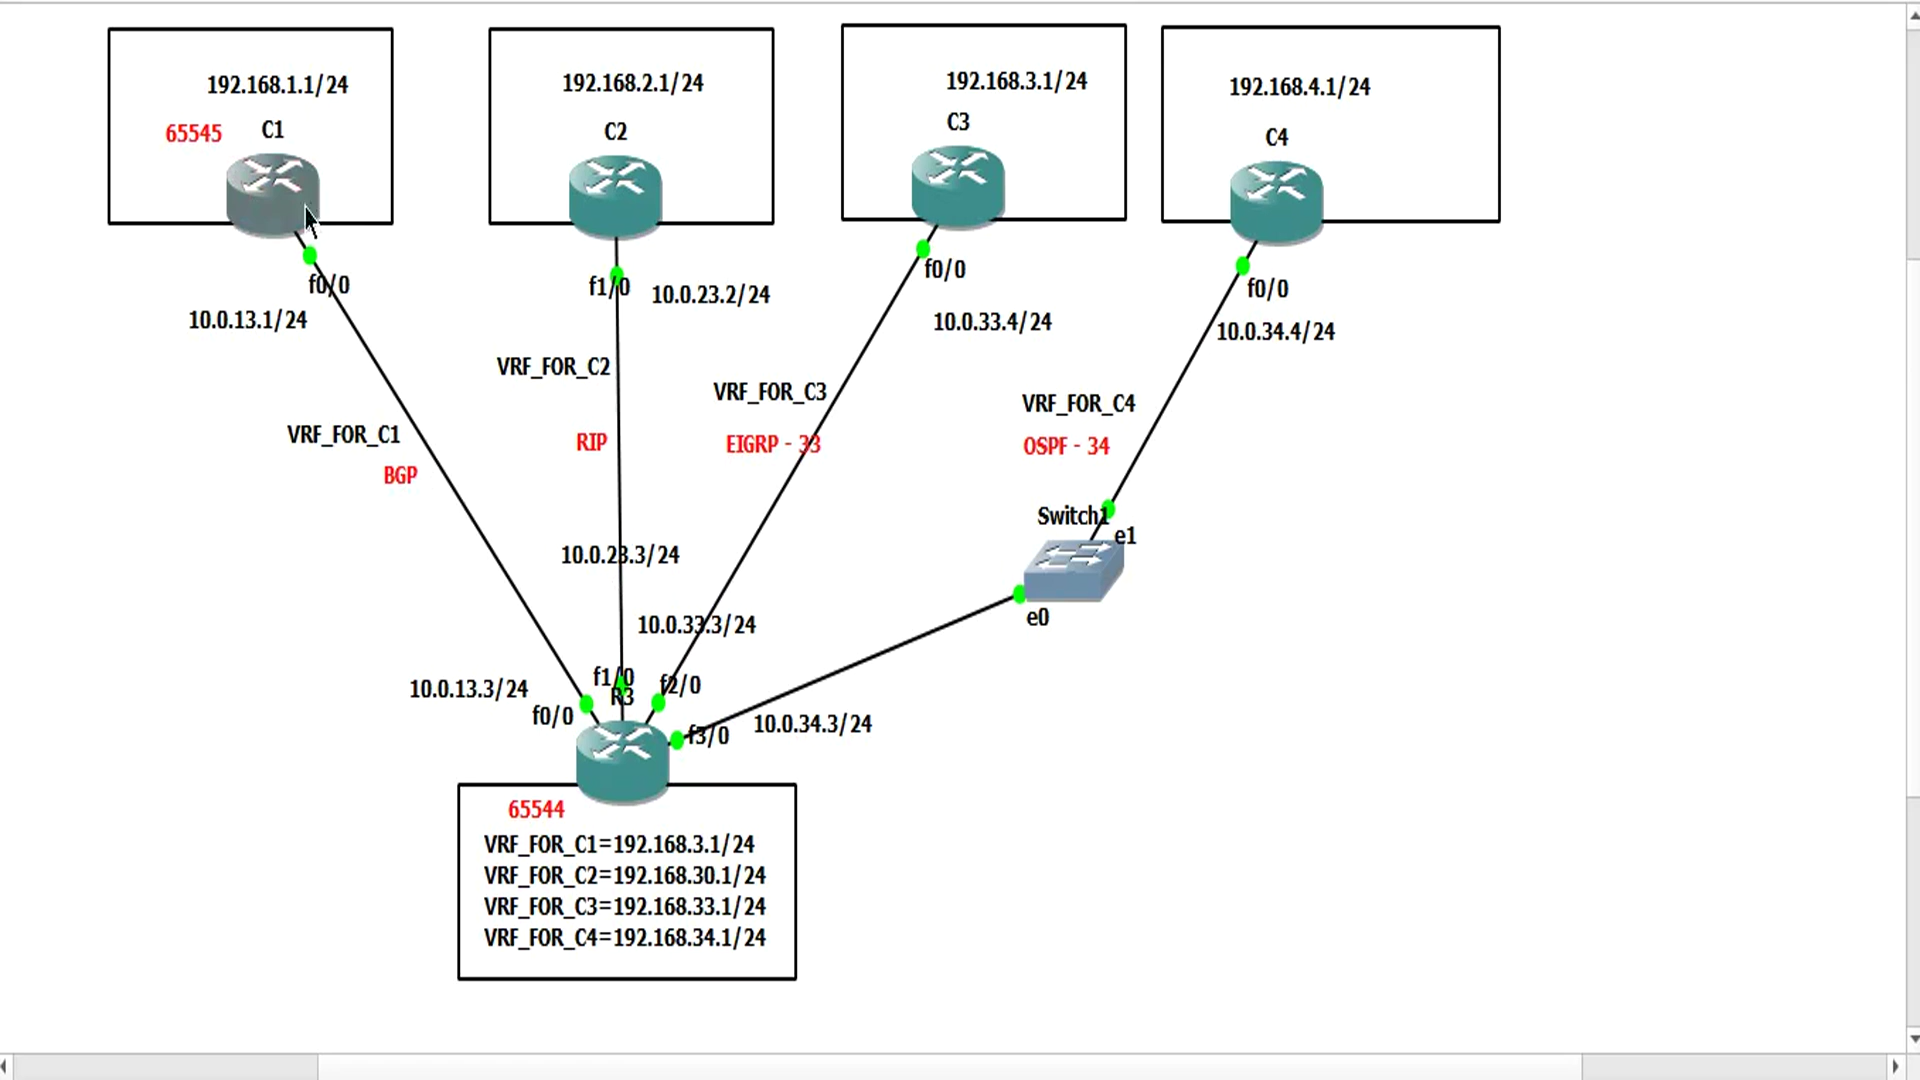 192.168.1.1/24
65545
C1
192.168.2.1/24
C2
192.168.3.1/24
C3
192.168.4.1/24
C4
f0/0
10.0.13.1/24
f1/0
10.0.23.2/24
f0/0
10.0.33.4/24
f0/0
10.0.34.4/24
VRF_FOR_C1
BGP
VRF_FOR_C2
RIP
VRF_FOR_C3
EIGRP - 33
VRF_FOR_C4
OSPF - 34
Switch1
e1
e0
10.0.23.3/24
10.0.33.3/24
10.0.13.3/24
f0/0
f1/0
R3
f2/0
f3/0
10.0.34.3/24
65544
VRF_FOR_C1=192.168.3.1/24
VRF_FOR_C2=192.168.30.1/24
VRF_FOR_C3=192.168.33.1/24
VRF_FOR_C4=192.168.34.1/24